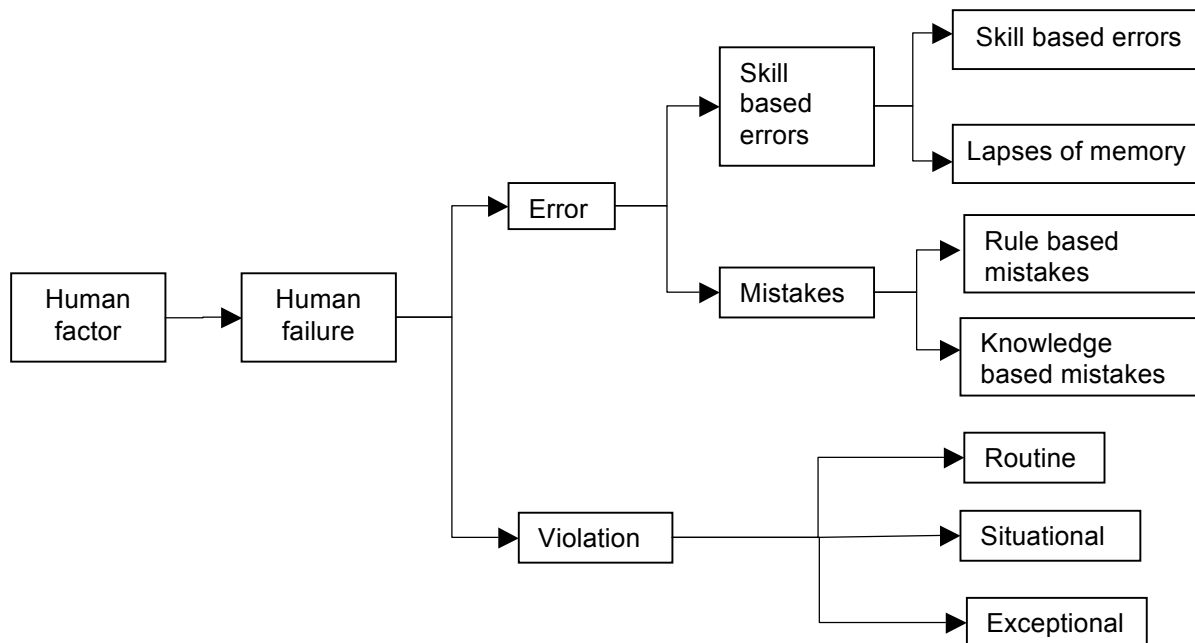 Human
factor
Human
failure
Error
Skill
based
errors
Skill based errors
Lapses of memory
Mistakes
Rule based
mistakes
Knowledge
based mistakes
Violation
Routine
Situational
Exceptional